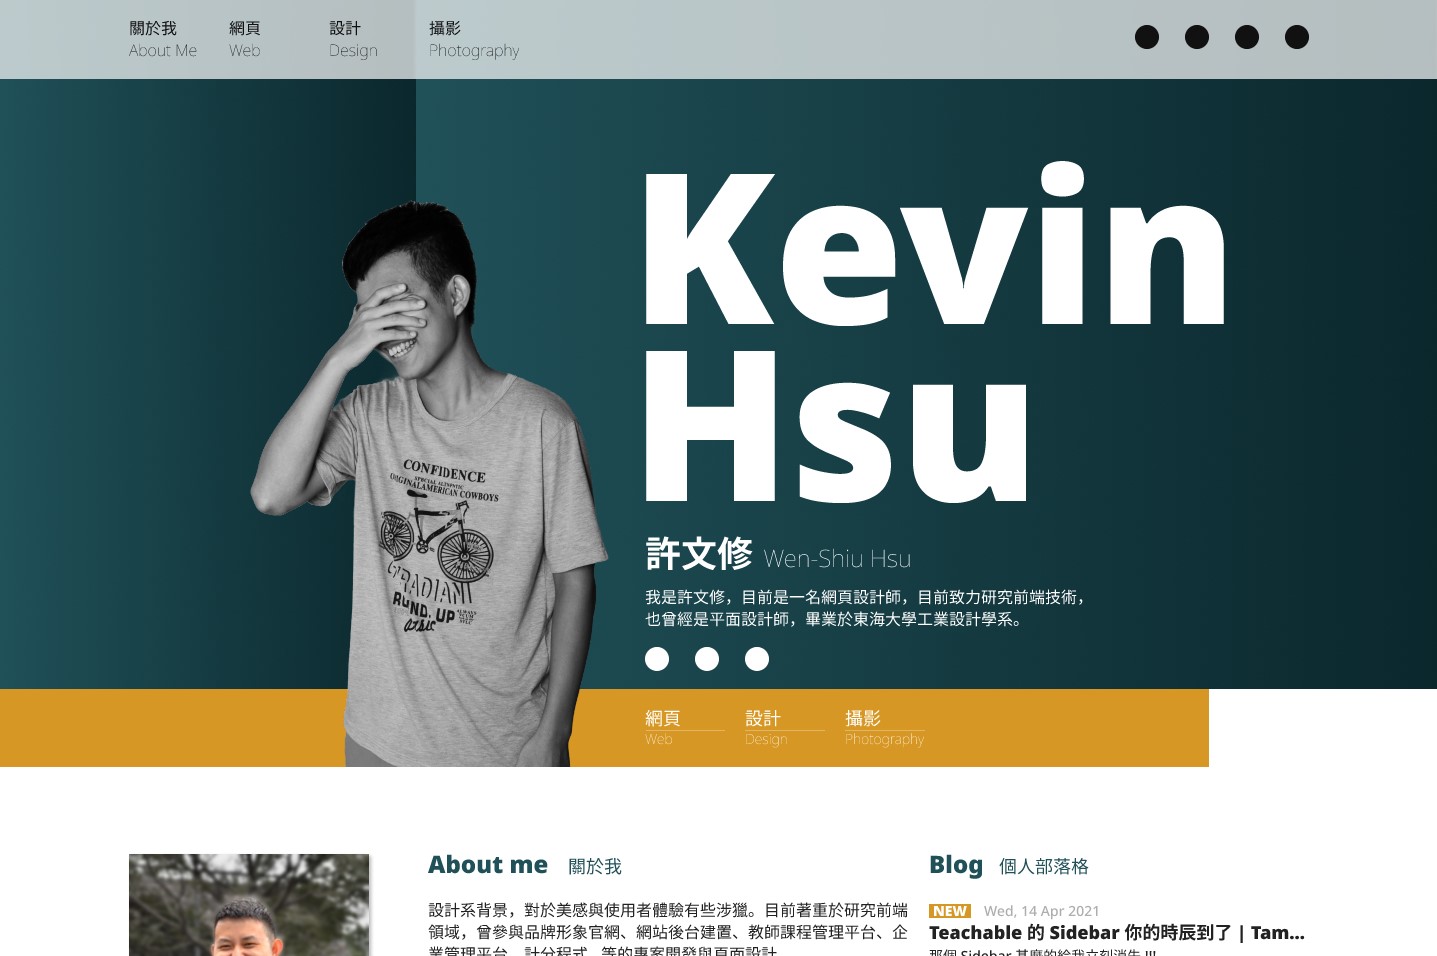 關於我
About Me
網頁
Web
設計
Design
攝影
Photography
Kevin
Hsu
CONFIDENCE
ORIGINALAMERICAN COWBOYS
RUND. UP
許文修 Wen-Shiu Hsu
我是許文修，目前是一名網頁設計師，目前致力研究前端技術，
也曾經是平面設計師，畢業於東海大學工業設計學系。
網頁
Web
設計
Design
攝影
Photography
About me 關於我
設計系背景，對於美感與使用者體驗有些涉獵。目前著重於研究前端
領域，曾參與品牌形象官網、網站後台建置、教師課程管理平台、企
業管理平台、計分程式...等的專案開發與頁面設計。
Blog 個人部落格
NEW Wed, 14 Apr 2021
Teachable 的 Sidebar 你的時辰到了 | Tam...
那個 Sidebar 甚麼的給我立刻消失 !!!